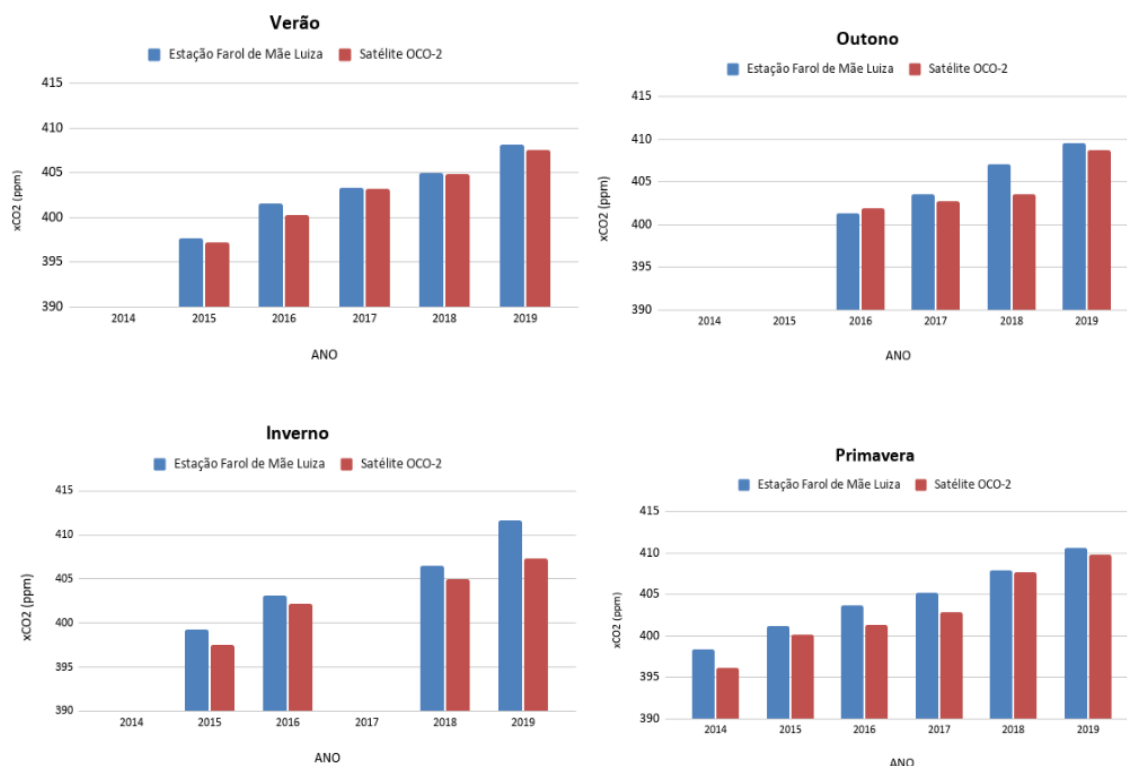 Verão
Estação Farol de Mãe Luiza Satélite OCO-2
415
410
405
400
395
390
xCO2 (ppm)
2014 2015 2016 2017 2018 2019
ANO
Outono
Estação Farol de Mãe Luiza Satélite OCO-2
415
410
405
400
395
390
xCO2 (ppm)
2014 2015 2016 2017 2018 2019
ANO
Inverno
Estação Farol de Mãe Luiza Satélite OCO-2
415
410
405
400
395
390
xCO2 (ppm)
2014 2015 2016 2017 2018 2019
ANO
Primavera
Estação Farol de Mãe Luiza Satélite OCO-2
415
410
405
400
395
390
xCO2 (ppm)
2014 2015 2016 2017 2018 2019
ANO